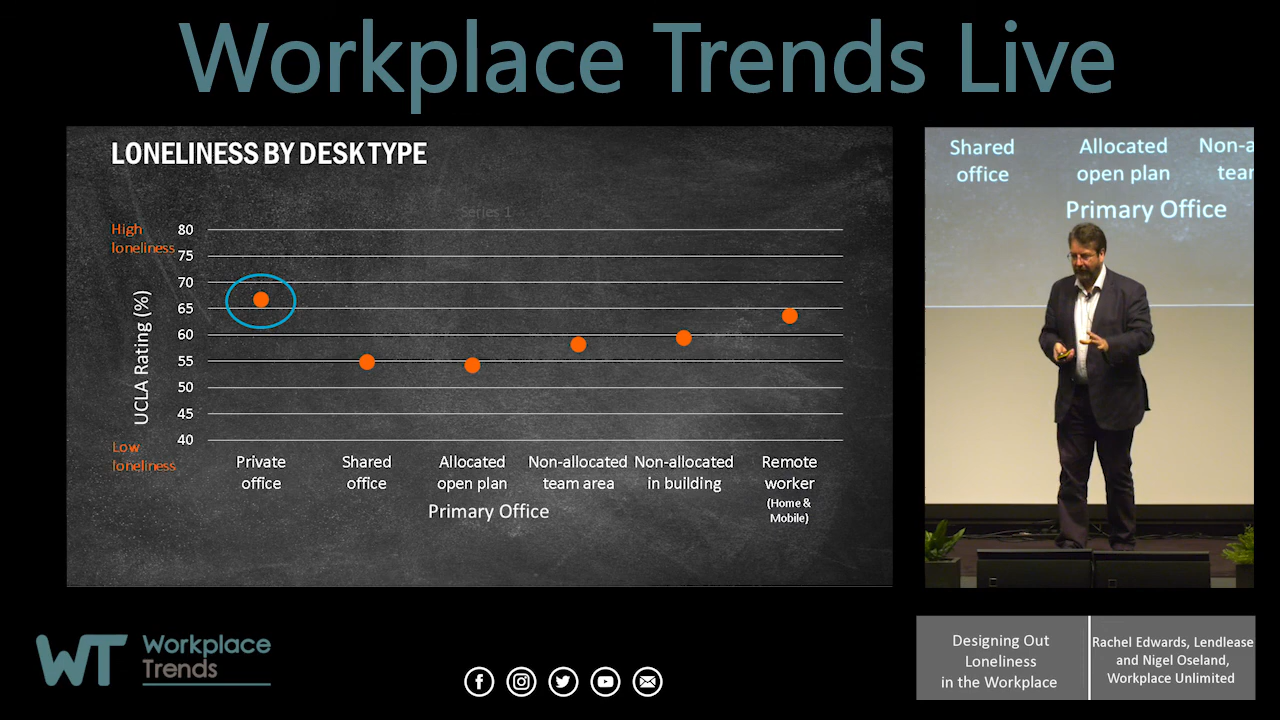 Workplace Trends Live
LONELINESS BY DESK TYPE
Series 1
High
loneliness
80
75
70
65
60
55
50
45
40
UCLA Rating (%)
Low
loneliness
Private
office
Shared
office
Allocated
open plan
Non-allocated
team area
Non-allocated
in building
Remote
worker
(Home &
Mobile)
Primary Office
Shared
office
Allocated
open plan
Non-a
tear
Primary Office
WT
Workplace
Trends
Designing Out
Loneliness
in the Workplace
Rachel Edwards, Lendlease
and Nigel Oseland,
Workplace Unlimited